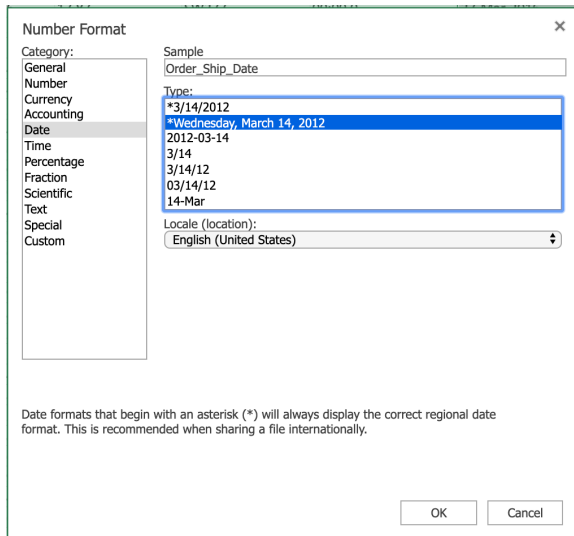 Number Format
Category:
General
Number
Currency
Accounting
Date
Time
Percentage
Fraction
Scientific
Text
Special
Custom
Sample
Order_Ship_Date
Type:
*3/14/2012
*Wednesday, March 14, 2012
2012-03-14
3/14
3/14/12
03/14/12
14-Mar
Locale (location):
English (United States)
Date formats that begin with an asterisk (*) will always display the correct regional date
format. This is recommended when sharing a file internationally.
OK
Cancel